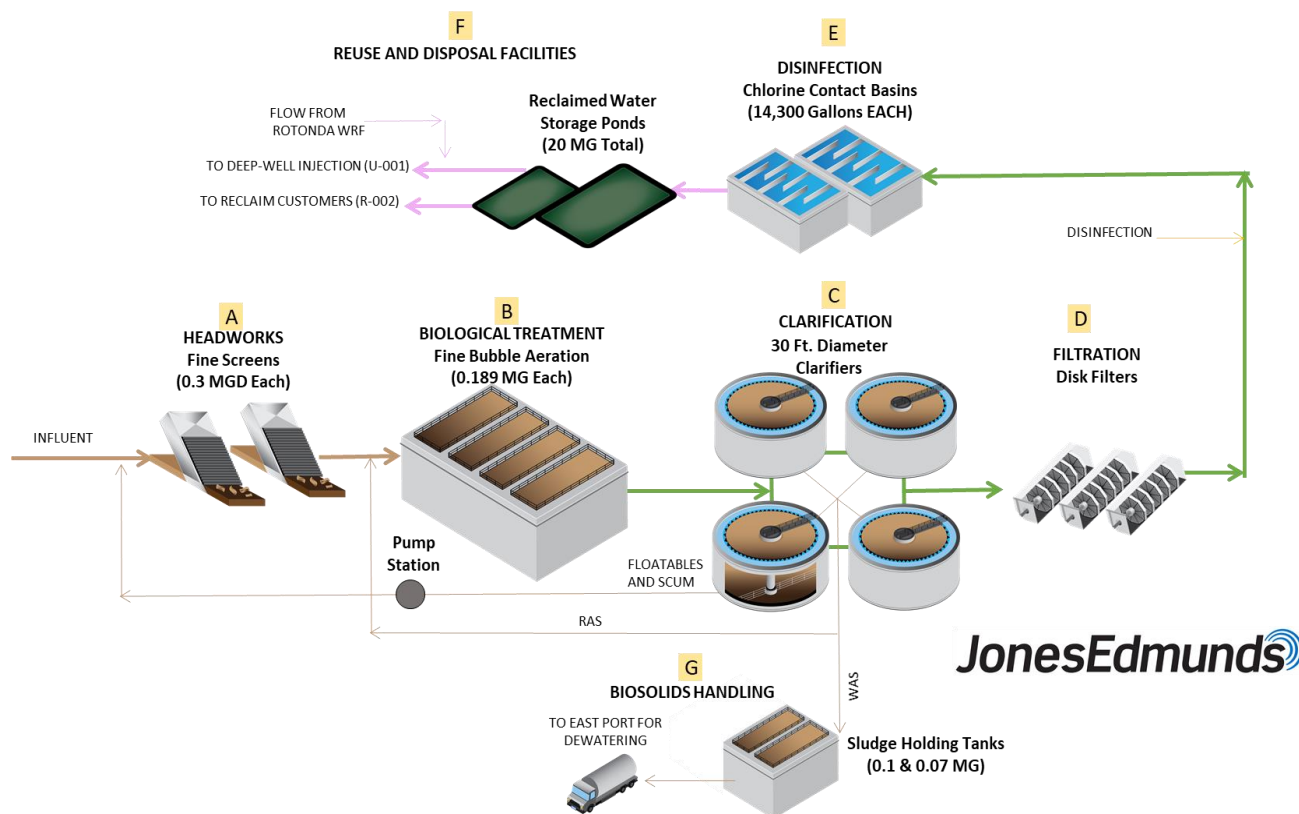 F
REUSE AND DISPOSAL FACILITIES
E
DISINFECTION
Chlorine Contact Basins
(14,300 Gallons EACH)
Reclaimed Water
Storage Ponds
(20 MG Total)
FLOW FROM
ROTONDA WRF
TO DEEP-WELL INJECTION (U-001)
TO RECLAIM CUSTOMERS (R-002)
DISINFECTION
A
HEADWORKS
Fine Screens
(0.3 MGD Each)
B
BIOLOGICAL TREATMENT
Fine Bubble Aeration
(0.189 MG Each)
C
CLARIFICATION
30 Ft. Diameter
Clarifiers
D
FILTRATION
Disk Filters
INFLUENT
Pump
Station
FLOATABLES
AND SCUM
RAS
WAS
JonesEdmunds
G
BIOSOLIDS HANDLING
TO EAST PORT FOR
DEWATERING
Sludge Holding Tanks
(0.1 & 0.07 MG)